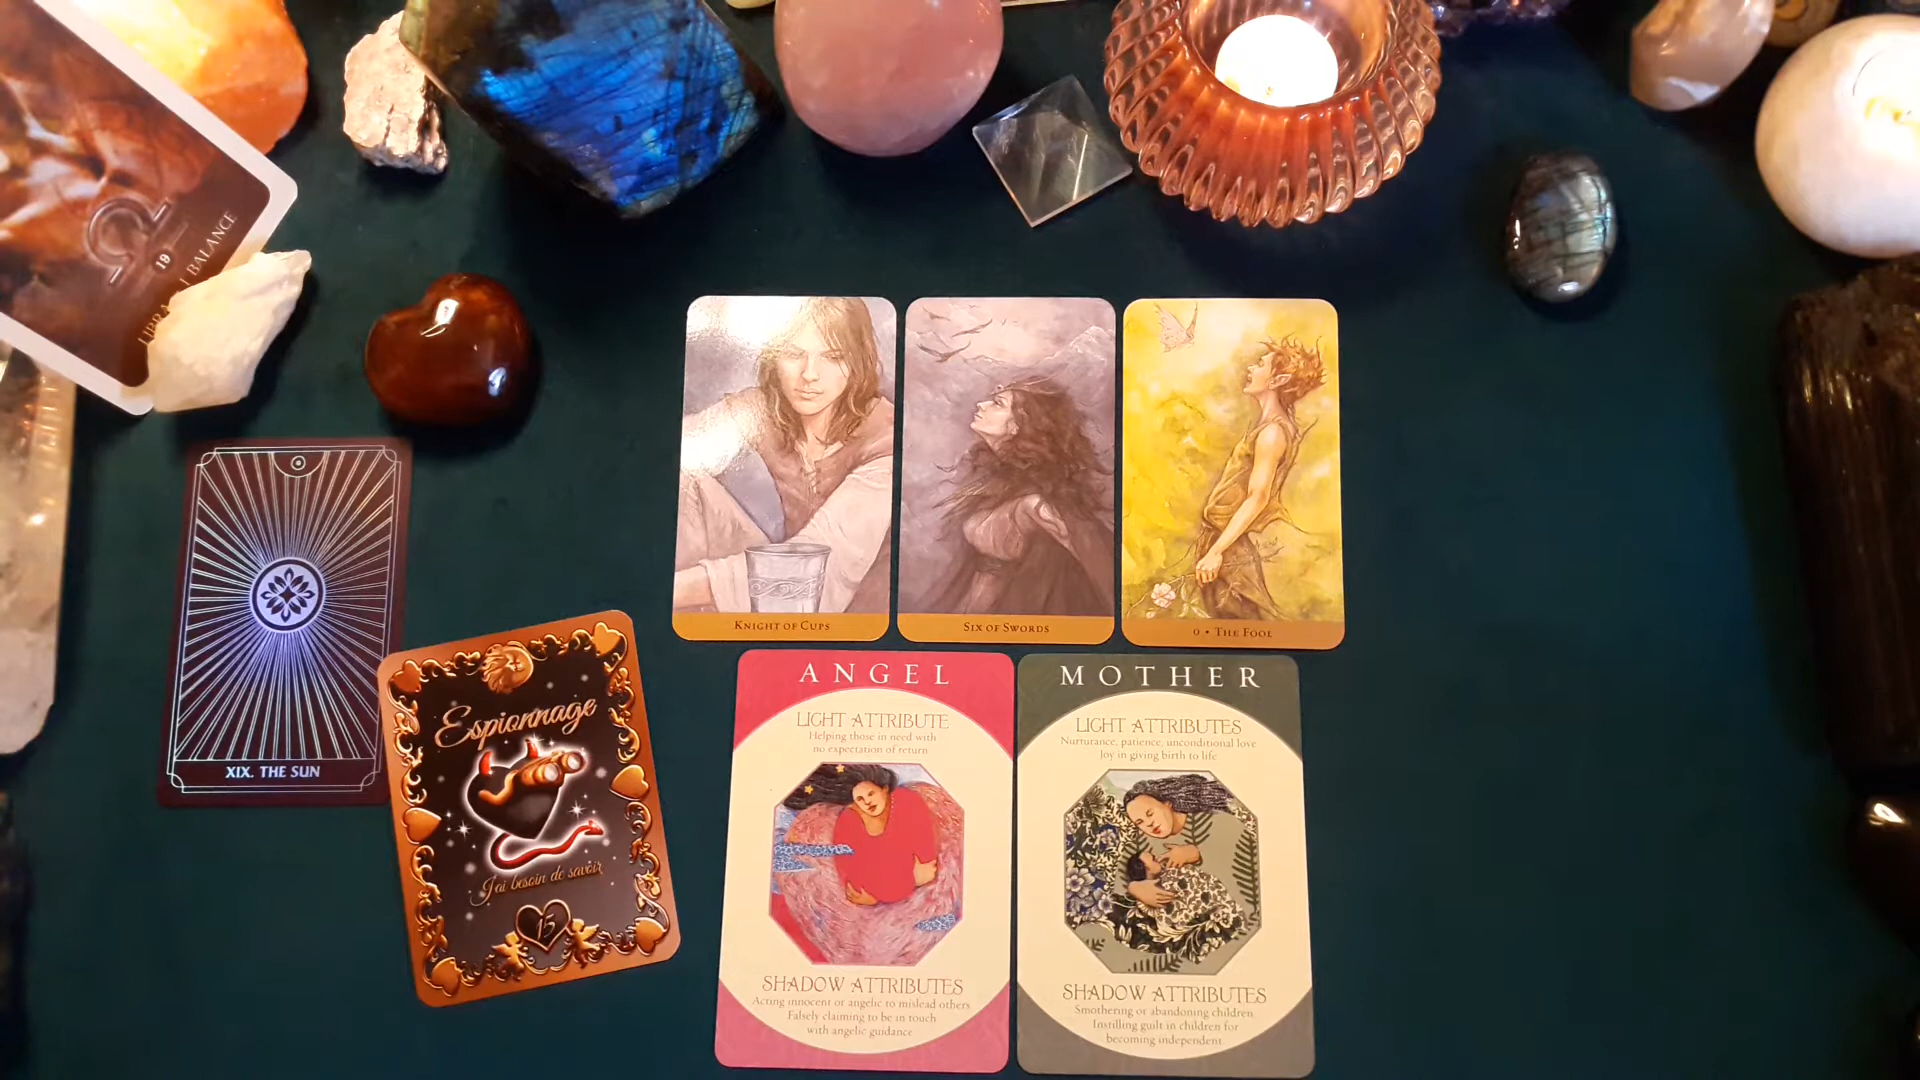 19
LIBRA
BALANCE
KNIGHT OF CUPS
SIX OF SWORDS
0 • THE FOOL
XIX. THE SUN
Espionnage
J'ai besoin de savoir
15
ANGEL
LIGHT ATTRIBUTE
Helping those in need with
no expectation of return
SHADOW ATTRIBUTES
Acting innocent or angelic to mislead others
Falsely claiming to be in touch
with angelic guidance
MOTHER
LIGHT ATTRIBUTES
Nurturance, patience, unconditional love
Joy in giving birth to life
SHADOW ATTRIBUTES
Smothering or abandoning children
Instilling guilt in children for
becoming independent.